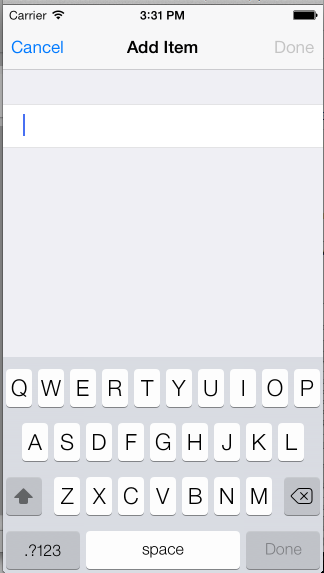 Carrier 3:31 PM
Cancel Add Item Done
Q W E R T Y U I O P
A S D F G H J K L
Z X C V B N M
.?123 space Done